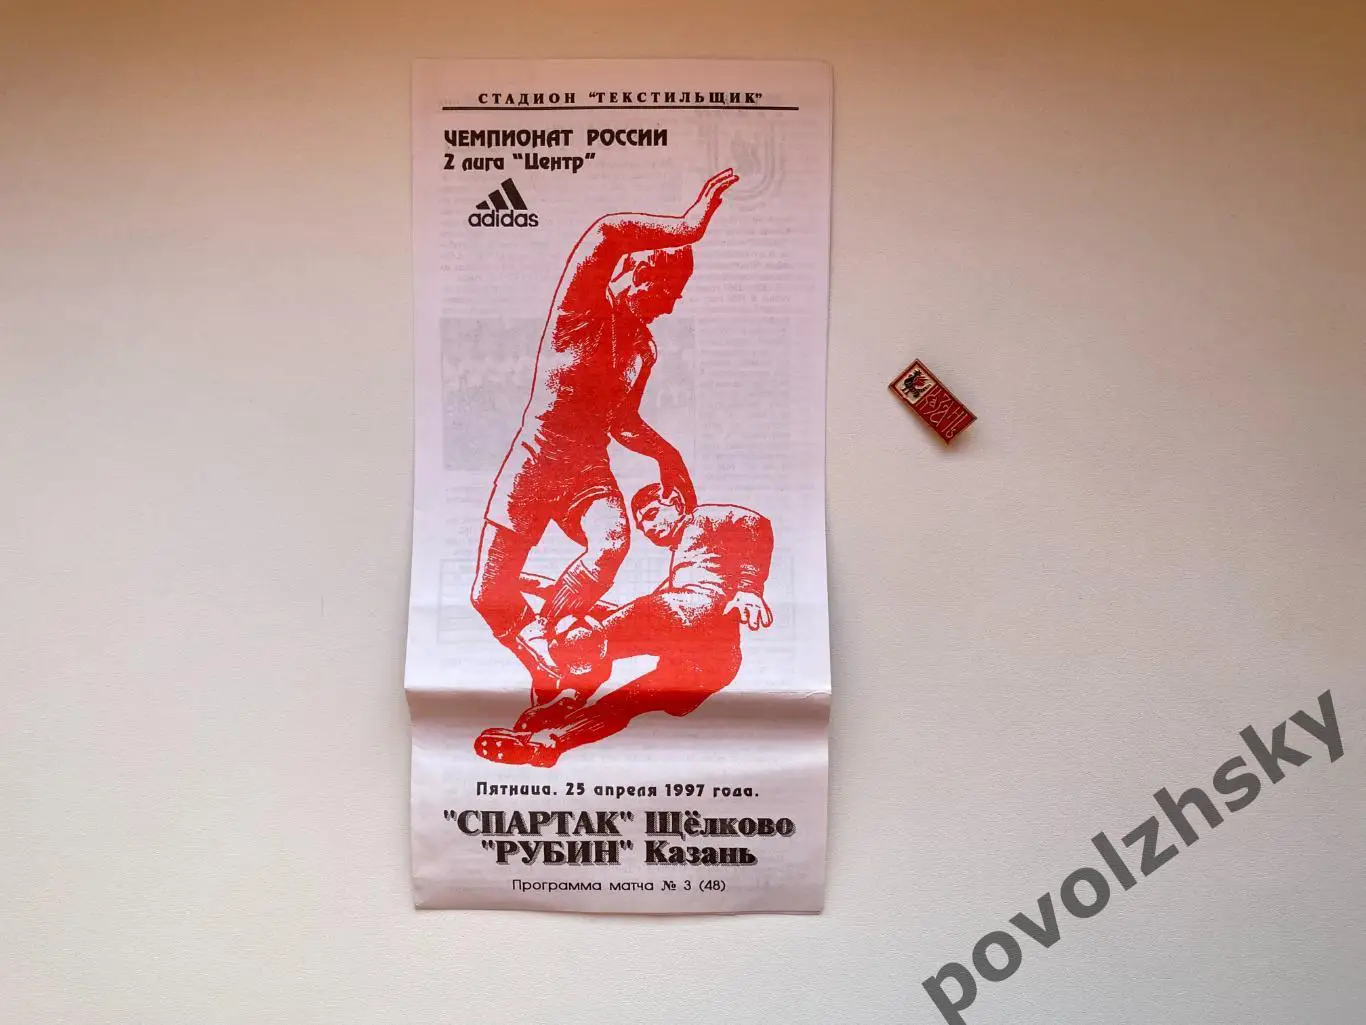 СТАДИОН "ТЕКСТИЛЬЩИК"
ЧЕМПИОНАТ РОССИИ
2 лига "Центр"
adidas
Пятница. 25 апреля 1997 года.
"СПАРТАК" Щёлково
"РУБИН" Казань
Программа матча № 3 (48)
povolzhsky